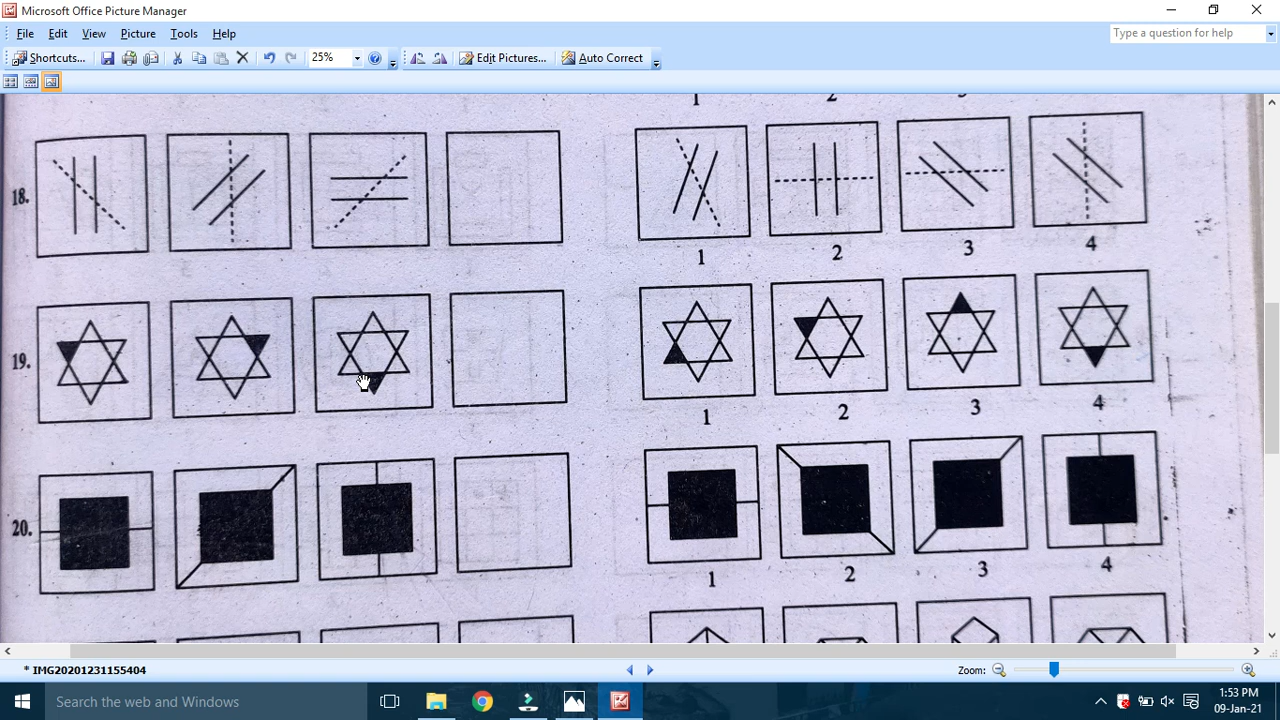 Microsoft Office Picture Manager
File Edit View Picture Tools Help
Type a question for help
Shortcuts... 25% Edit Pictures... Auto Correct
1 2
18.
1 2 3 4
19.
1 2 3 4
20.
1 2 3 4
* IMG20201231155404
Zoom:
Search the web and Windows
1:53 PM
09-Jan-21